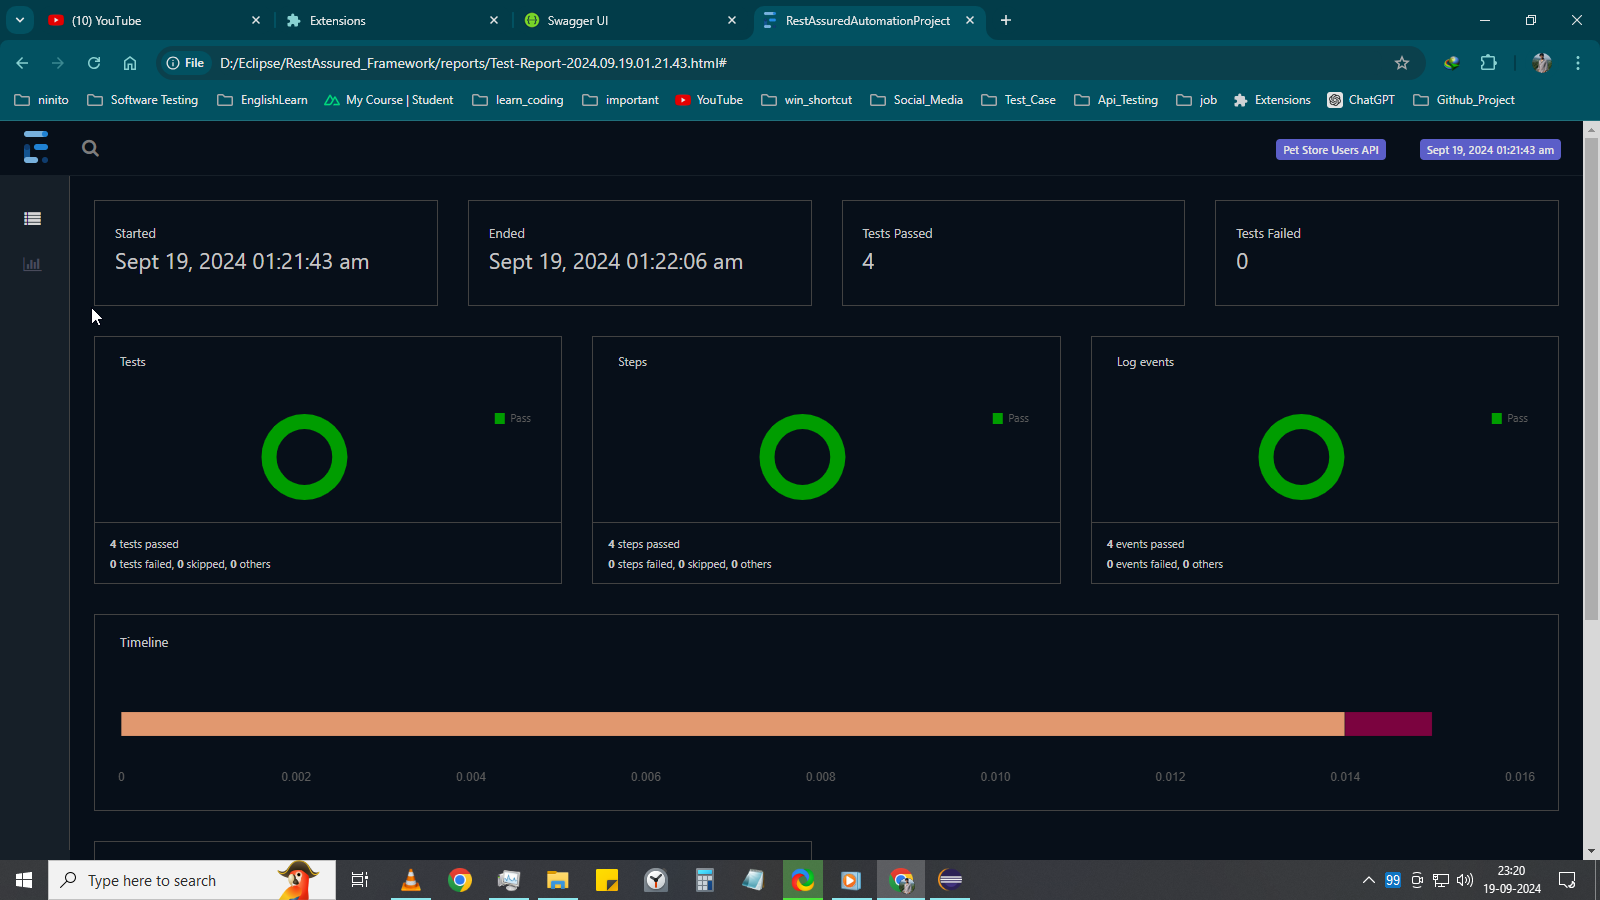 (10) YouTube
Extensions
Swagger UI
RestAssuredAutomationProject
File
D:/Eclipse/RestAssured_Framework/reports/Test-Report-2024.09.19.01.21.43.html#
ninito
Software Testing
EnglishLearn
My Course | Student
learn_coding
important
YouTube
win_shortcut
Social_Media
Test_Case
Api_Testing
job
Extensions
ChatGPT
Github_Project
Pet Store Users API
Sept 19, 2024 01:21:43 am
Started
Sept 19, 2024 01:21:43 am
Ended
Sept 19, 2024 01:22:06 am
Tests Passed
4
Tests Failed
0
Tests
Pass
4 tests passed
0 tests failed, 0 skipped, 0 others
Steps
Pass
4 steps passed
0 steps failed, 0 skipped, 0 others
Log events
Pass
4 events passed
0 events failed, 0 others
Timeline
0 0.002 0.004 0.006 0.008 0.010 0.012 0.014 0.016
Type here to search
99
23:20
19-09-2024